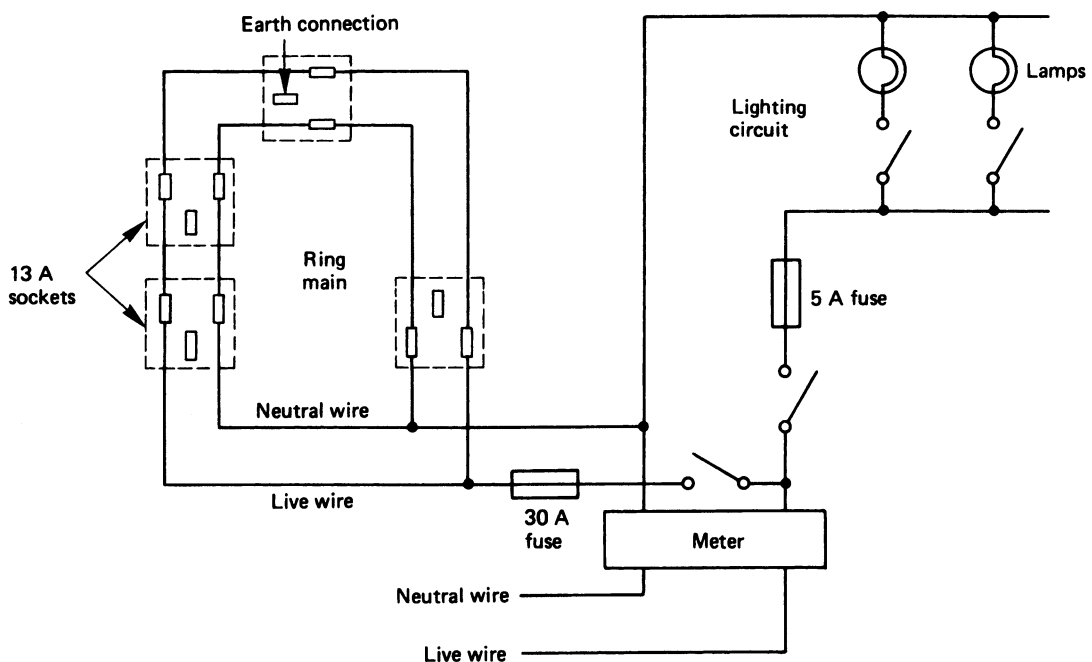 Earth connection
Lamps
Lighting
circuit
13 A
sockets
Ring
main
5 A fuse
Neutral wire
Live wire
30 A
fuse
Meter
Neutral wire
Live wire